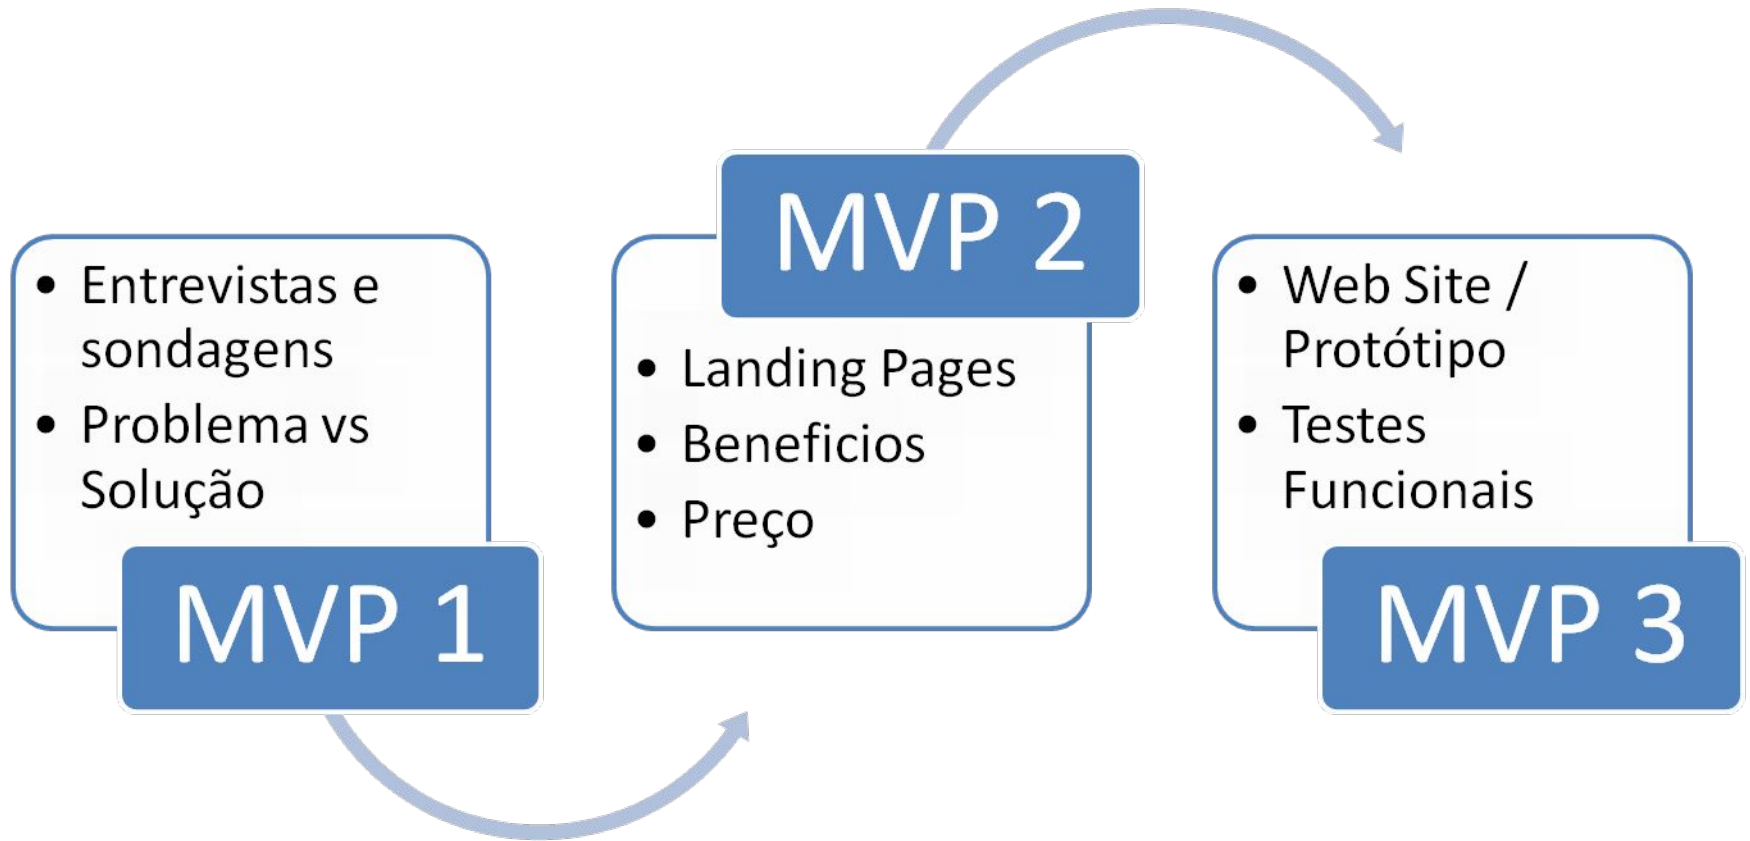 • Entrevistas e
sondagens
• Problema vs
Solução
MVP 1
MVP 2
• Landing Pages
• Beneficios
• Preço
• Web Site /
Protótipo
• Testes
Funcionais
MVP 3